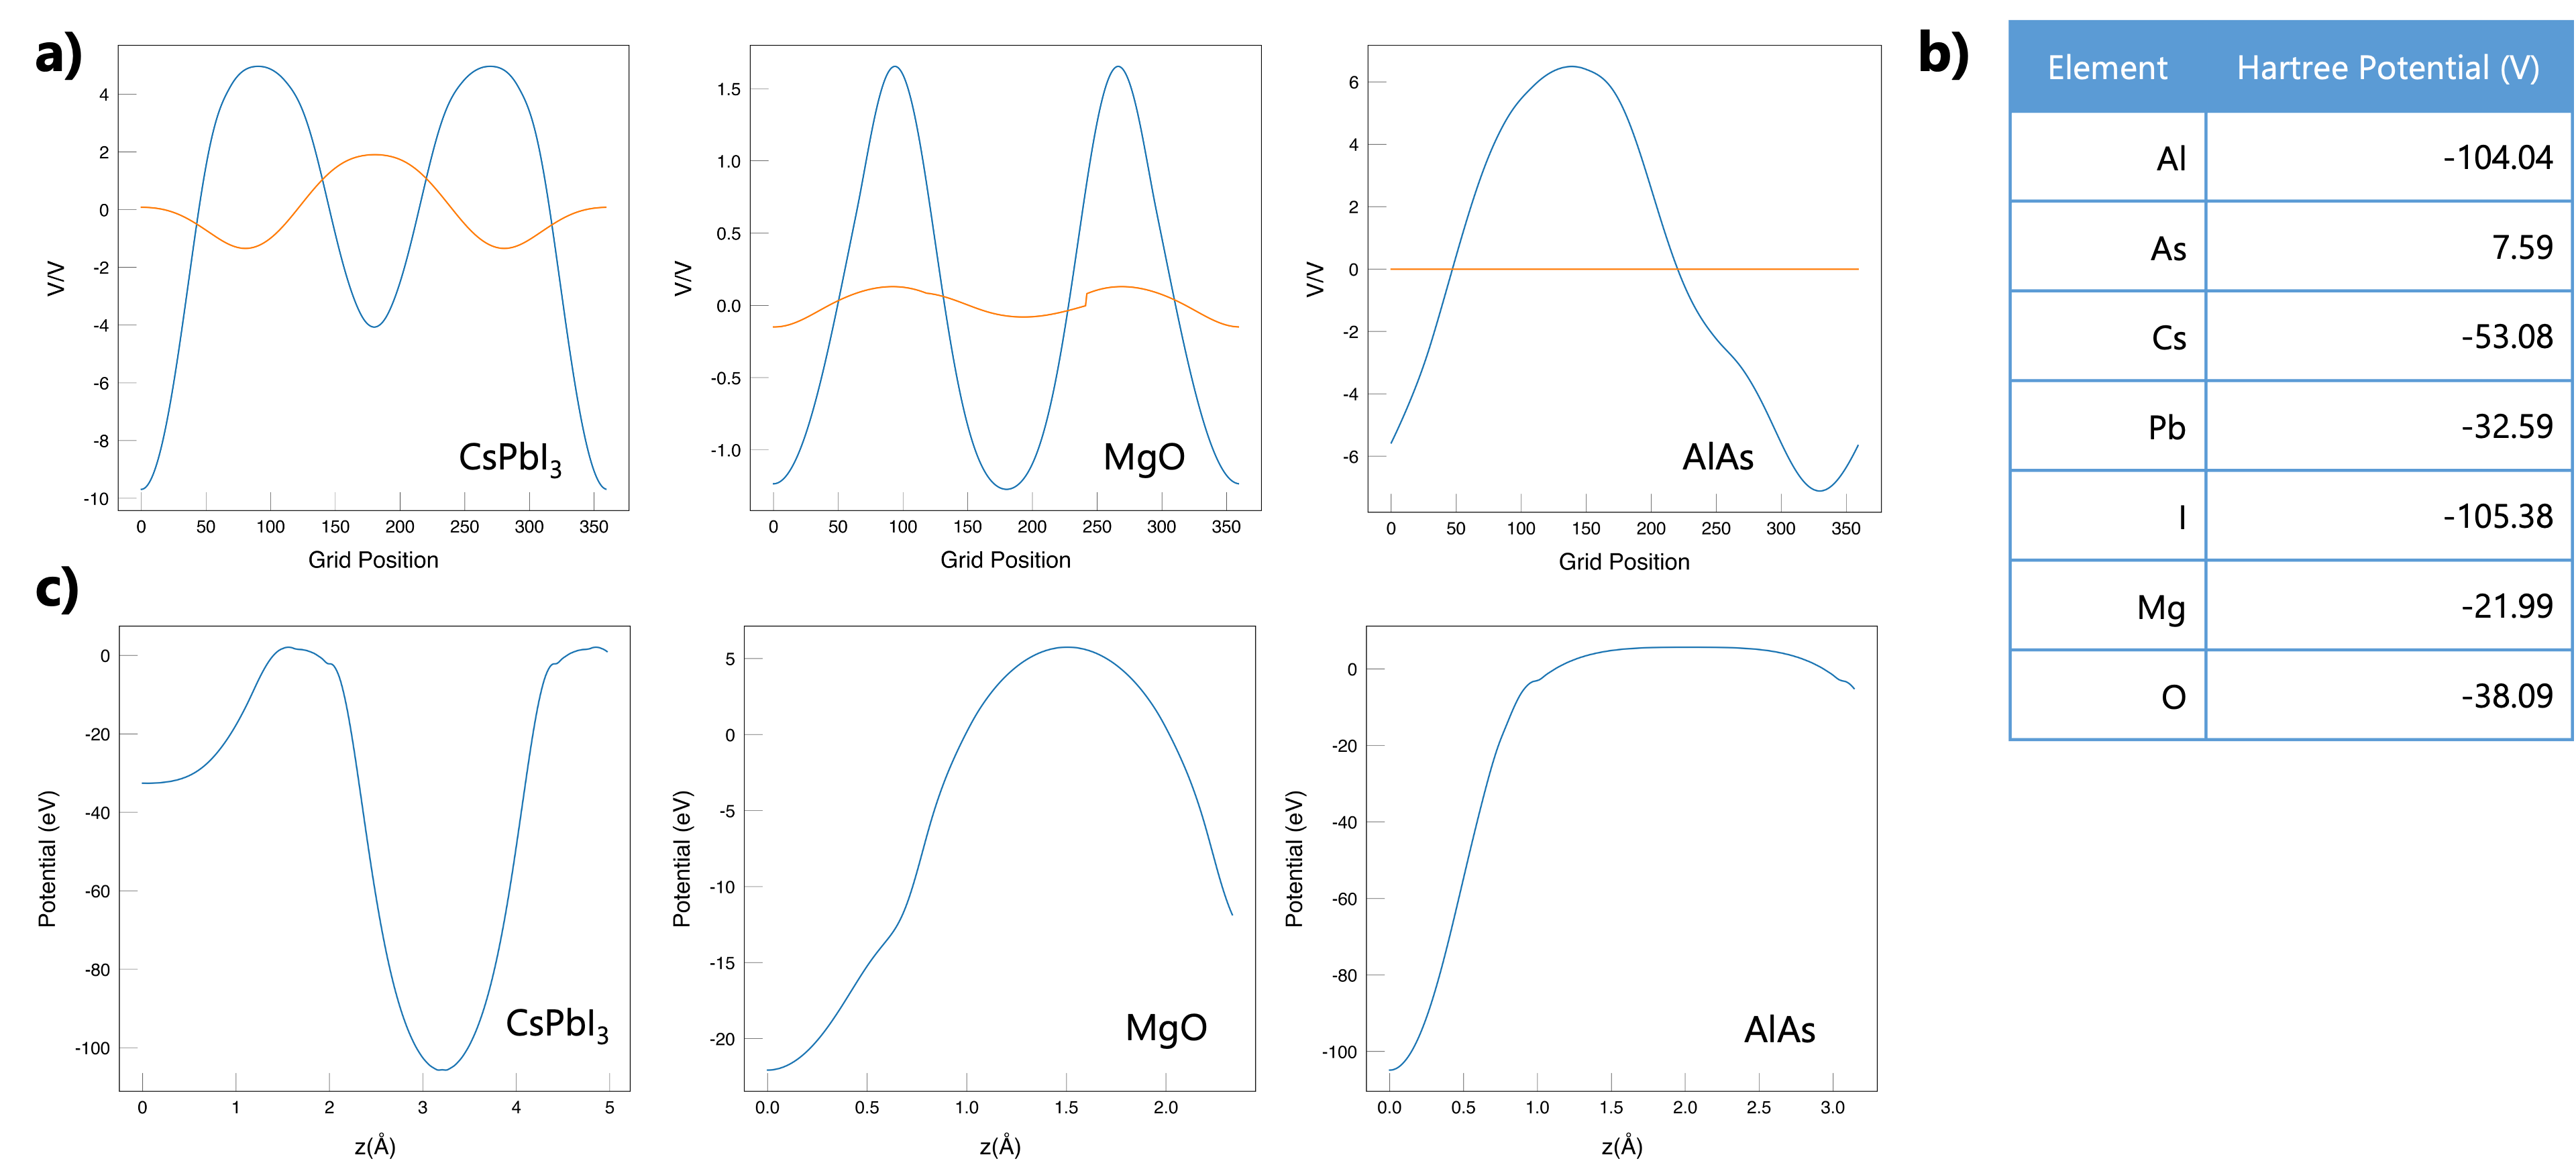 a)
4
2
0
-2
-4
-6
-8
-10
V/V
0 50 100 150 200 250 300 350
Grid Position
CsPbI3
1.5
1.0
0.5
0.0
-0.5
-1.0
V/V
0 50 100 150 200 250 300 350
Grid Position
MgO
6
4
2
0
-2
-4
-6
V/V
0 50 100 150 200 250 300 350
Grid Position
AlAs
b)
Element Hartree Potential (V)
Al -104.04
As 7.59
Cs -53.08
Pb -32.59
I -105.38
Mg -21.99
O -38.09
c)
0
-20
-40
-60
-80
-100
Potential (eV)
0 1 2 3 4 5
z(Å)
CsPbI3
5
0
-5
-10
-15
-20
Potential (eV)
0.0 0.5 1.0 1.5 2.0
z(Å)
MgO
0
-20
-40
-60
-80
-100
Potential (eV)
0.0 0.5 1.0 1.5 2.0 2.5 3.0
z(Å)
AlAs